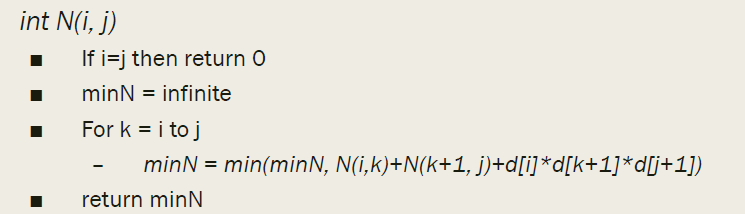 int N(i, j)
▪ If i=j then return 0
▪ minN = infinite
▪ For k = i to j
– minN = min(minN, N(i,k)+N(k+1, j)+d[i]*d[k+1]*d[j+1])
▪ return minN